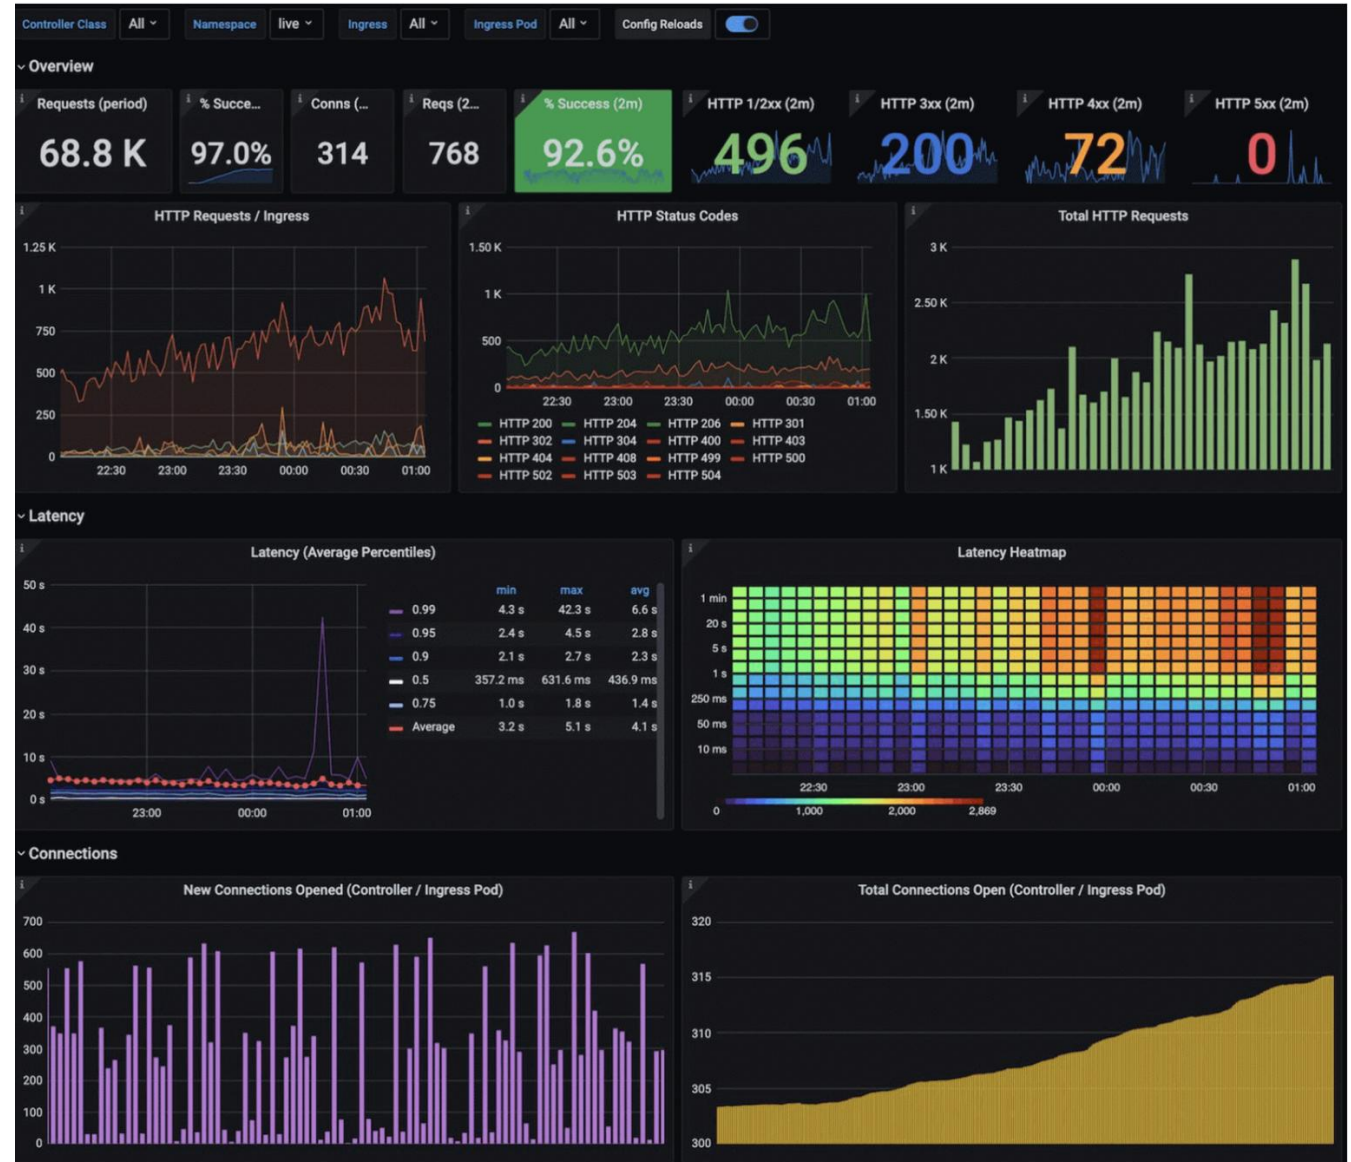 Controller Class All Namespace live Ingress All Ingress Pod All Config Reloads
Overview
Requests (period)
68.8 K
% Succe...
97.0%
Conns (...
314
Reqs (2...
768
% Success (2m)
92.6%
HTTP 1/2xx (2m)
496
HTTP 3xx (2m)
200
HTTP 4xx (2m)
72
HTTP 5xx (2m)
0
HTTP Requests / Ingress
1.25 K
1 K
750
500
250
0
22:30 23:00 23:30 00:00 00:30 01:00
HTTP Status Codes
1.50 K
1 K
500
0
22:30 23:00 23:30 00:00 00:30 01:00
HTTP 200 HTTP 204 HTTP 206 HTTP 301
HTTP 302 HTTP 304 HTTP 400 HTTP 403
HTTP 404 HTTP 408 HTTP 499 HTTP 500
HTTP 502 HTTP 503 HTTP 504
Total HTTP Requests
3 K
2.50 K
2 K
1.50 K
1 K
Latency
Latency (Average Percentiles)
50 s
40 s
30 s
20 s
10 s
0 s
23:00 00:00 01:00
min max avg
0.99 4.3 s 42.3 s 6.6 s
0.95 2.4 s 4.5 s 2.8 s
0.9 2.1 s 2.7 s 2.3 s
0.5 357.2 ms 631.6 ms 436.9 ms
0.75 1.0 s 1.8 s 1.4 s
Average 3.2 s 5.1 s 4.1 s
Latency Heatmap
1 min
20 s
5 s
1 s
250 ms
50 ms
10 ms
22:30 23:00 23:30 00:00 00:30 01:00
0 1,000 2,000 2,869
Connections
New Connections Opened (Controller / Ingress Pod)
700
600
500
400
300
200
100
0
Total Connections Open (Controller / Ingress Pod)
320
315
310
305
300